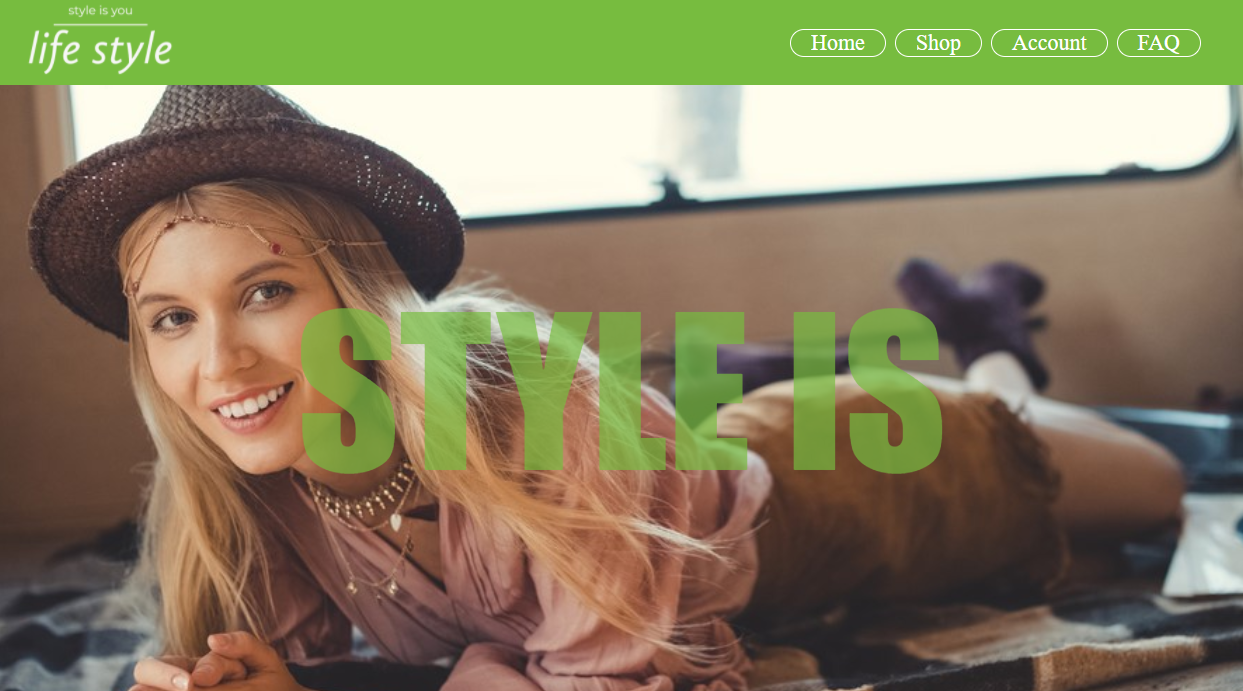 style is you
life style
Home
Shop
Account
FAQ
STYLE IS